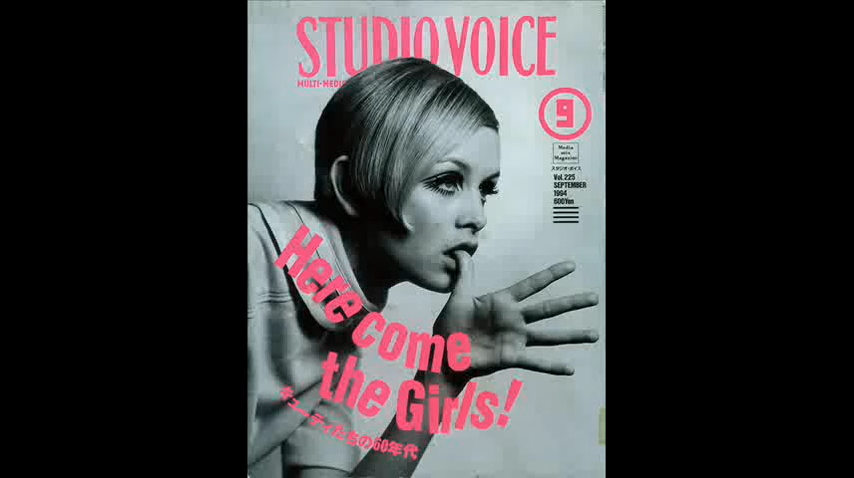 STUDIO VOICE
MULTI-MEDI
9
Media
mix
Magazine
スタジオ・ボイス
Vol.225
SEPTEMBER
1994
600Yen
Here come
the Girls!
キューティたちの60年代